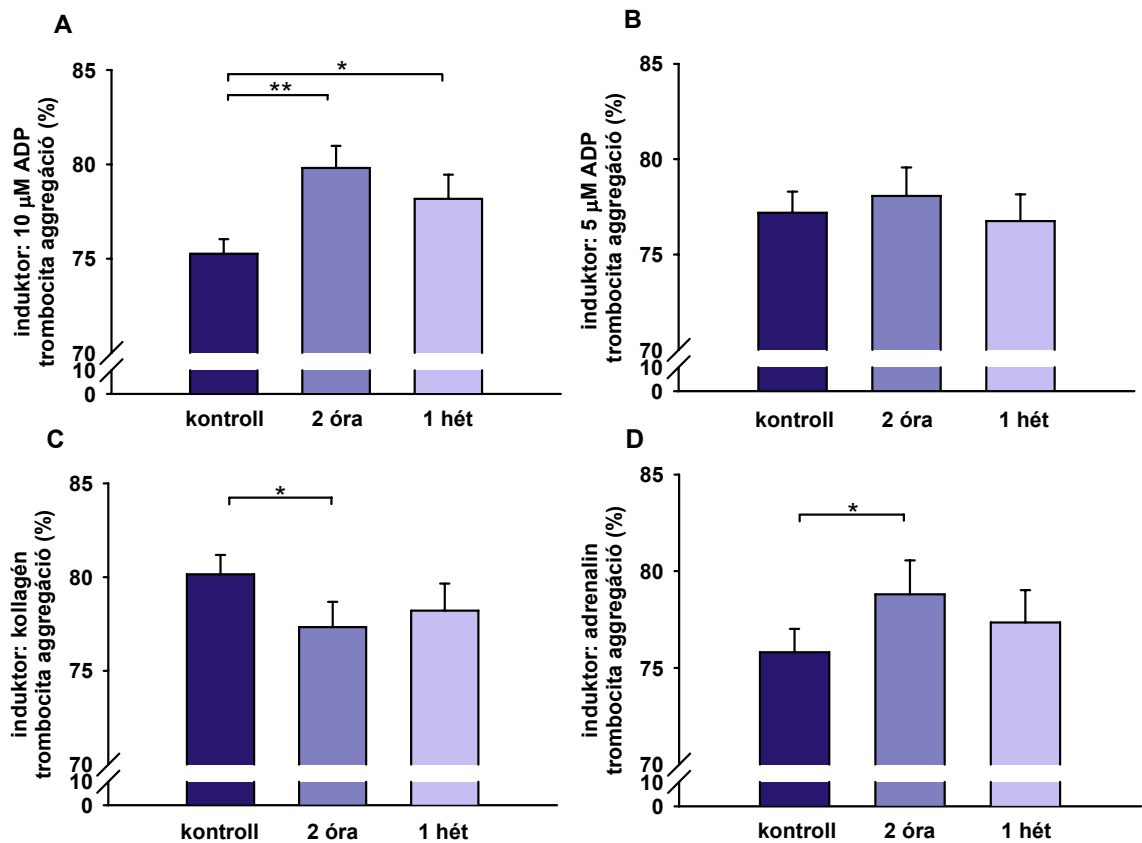 A
induktor: 10 μM ADP
trombocita aggregáció (%)
85
80
75
70
10
0
*
**
kontroll
2 óra
1 hét
B
induktor: 5 μM ADP
trombocita aggregáció (%)
85
80
75
70
10
0
kontroll
2 óra
1 hét
C
induktor: kollagén
trombocita aggregáció (%)
85
80
75
70
10
0
*
kontroll
2 óra
1 hét
D
induktor: adrenalin
trombocita aggregáció (%)
85
80
75
70
10
0
*
kontroll
2 óra
1 hét